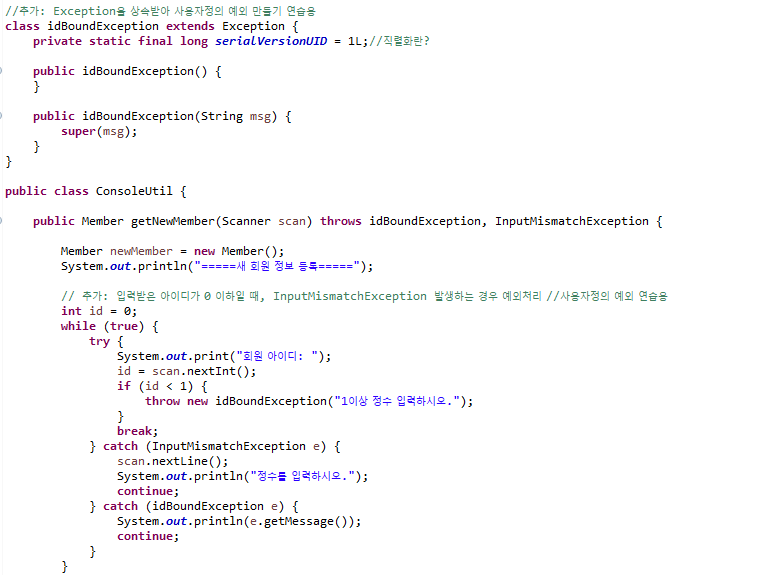 //추가: Exception을 상속받아 사용자정의 예외 만들기 연습용
class idBoundException extends Exception {
    private static final long serialVersionUID = 1L;//직렬화란?
    public idBoundException() {
    }
    public idBoundException(String msg) {
        super(msg);
    }
}
public class ConsoleUtil {
    public Member getNewMember(Scanner scan) throws idBoundException, InputMismatchException {
        Member newMember = new Member();
        System.out.println("=====새 회원 정보 등록=====");
        // 추가: 입력받은 아이디가 0 이하일 때, InputMismatchException 발생하는 경우 예외처리 //사용자정의 예외 연습용
        int id = 0;
        while (true) {
            try {
                System.out.print("회원 아이디: ");
                id = scan.nextInt();
                if (id < 1) {
                    throw new idBoundException("1이상 정수 입력하시오.");
                }
                break;
            } catch (InputMismatchException e) {
                scan.nextLine();
                System.out.println("정수를 입력하시오.");
                continue;
            } catch (idBoundException e) {
                System.out.println(e.getMessage());
                continue;
            }
        }